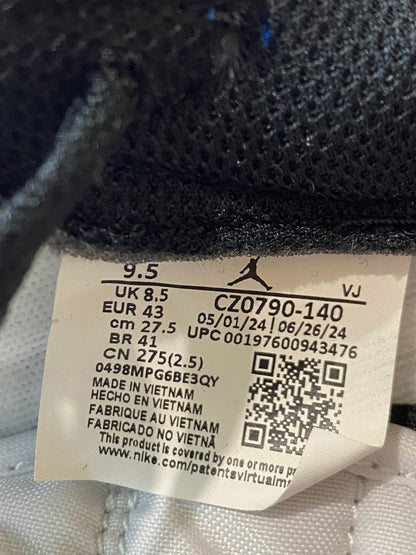 9.5 VJ
UK 8.5 CZ0790-140
EUR 43 05/01/24 | 06/26/24
cm 27.5 UPC 00197600943476
BR 41
CN 275(2.5)
0498MPG6BE3QY
MADE IN VIETNAM
HECHO EN VIETNAM
FABRIQUE AU VIETNAM
FABRICADO NO VIETNÃ
This product is covered by one or more
www.nike.com/patentsvirtualm